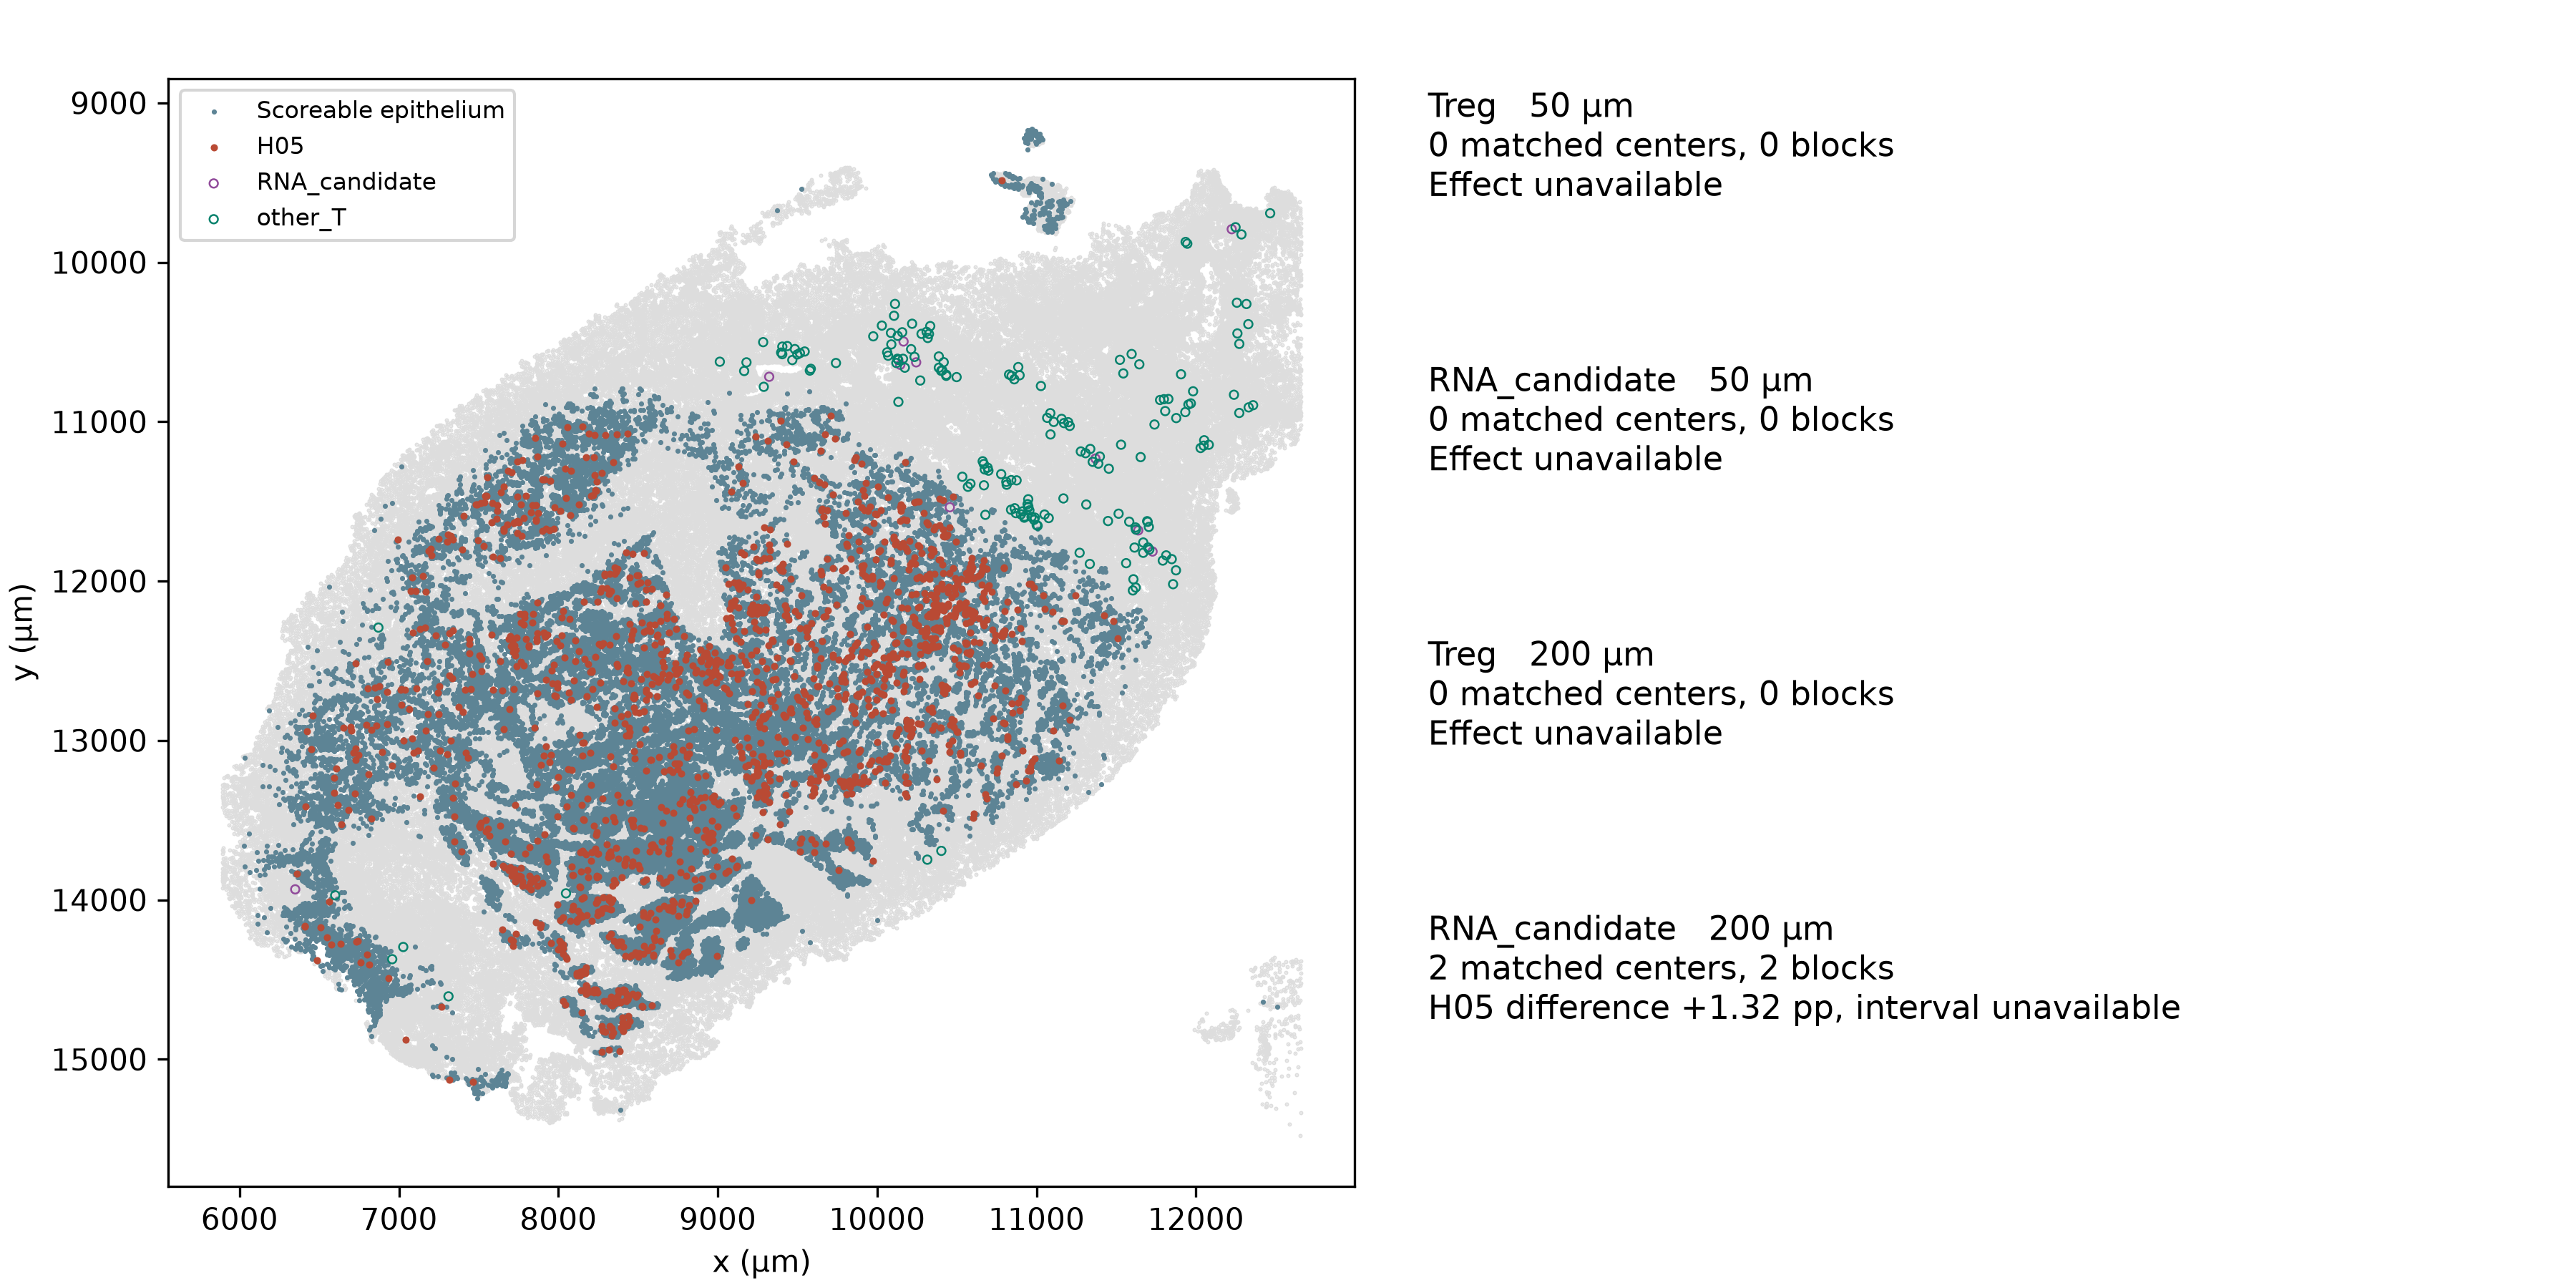 Scoreable epithelium
H05
RNA_candidate
other_T
9000
10000
11000
12000
13000
14000
15000
y (µm)
6000 7000 8000 9000 10000 11000 12000
x (µm)
Treg 50 µm
0 matched centers, 0 blocks
Effect unavailable
RNA_candidate 50 µm
0 matched centers, 0 blocks
Effect unavailable
Treg 200 µm
0 matched centers, 0 blocks
Effect unavailable
RNA_candidate 200 µm
2 matched centers, 2 blocks
H05 difference +1.32 pp, interval unavailable